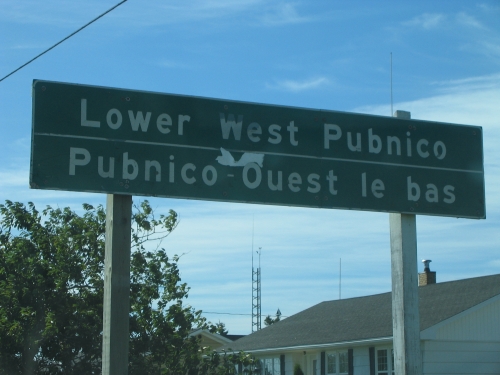 Lower West Pubnico
Pubnico-Ouest le bas